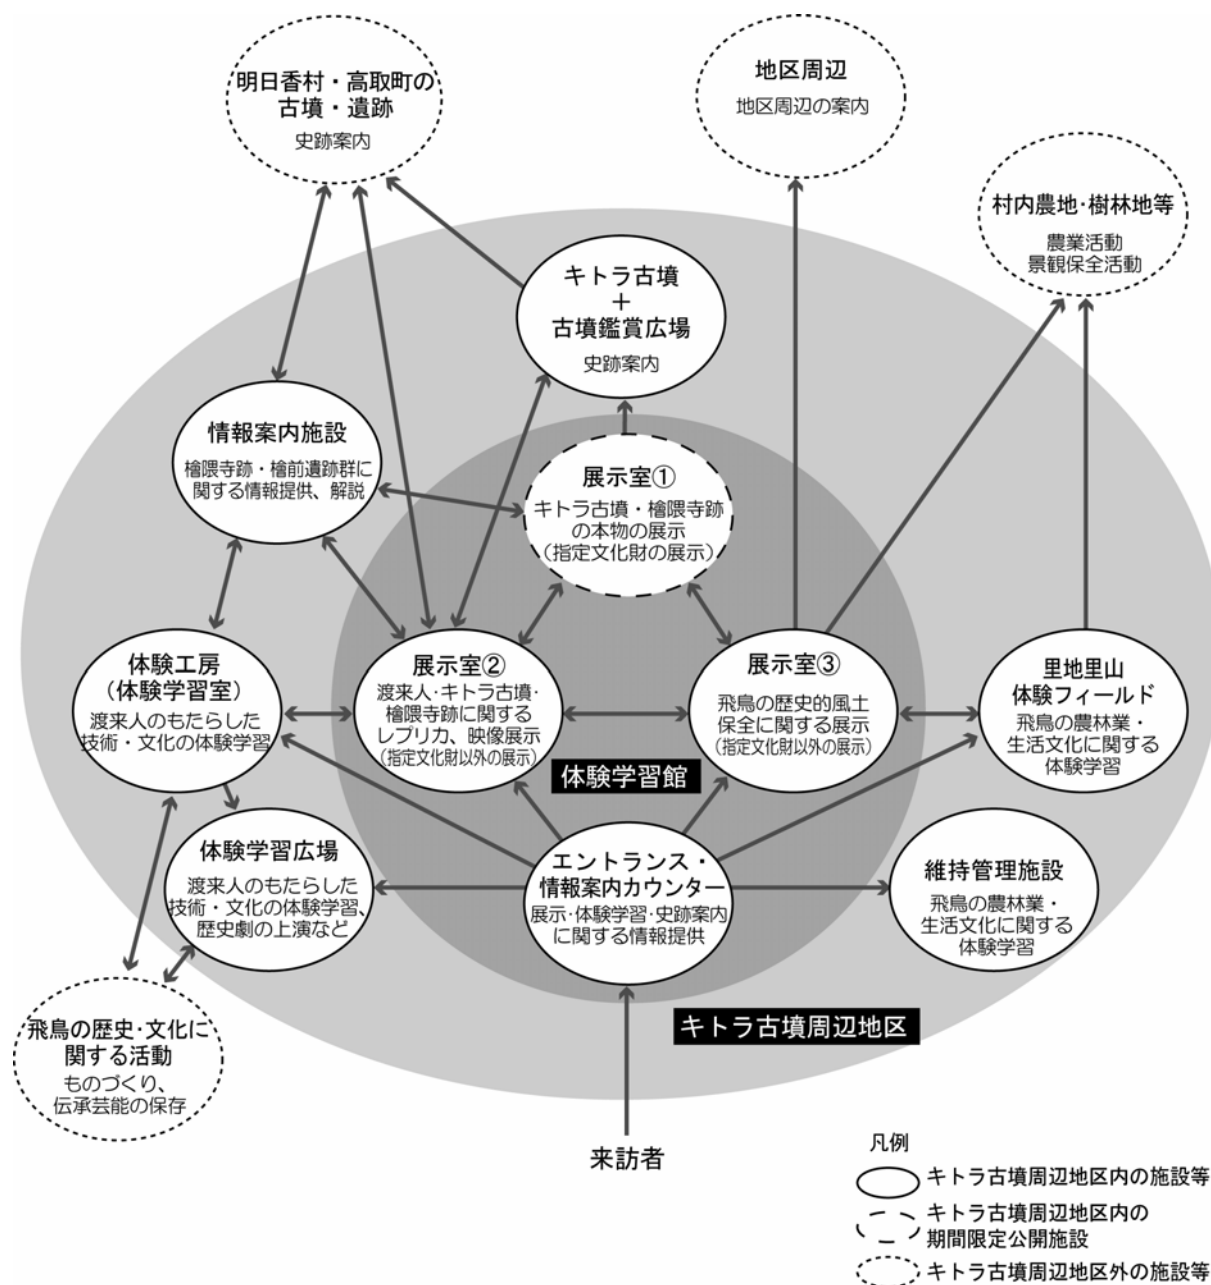 明日香村・高取町の
古墳・遺跡
史跡案内
地区周辺
地区周辺の案内
村内農地・樹林地等
農業活動
景観保全活動
キトラ古墳
＋
古墳鑑賞広場
史跡案内
情報案内施設
檜隈寺跡・檜前遺跡群に
関する情報提供、解説
展示室①
キトラ古墳・檜隈寺跡
の本物の展示
（指定文化財の展示）
体験工房
（体験学習室）
渡来人のもたらした
技術・文化の体験学習
展示室②
渡来人・キトラ古墳・
檜隈寺跡に関する
レプリカ、映像展示
（指定文化財以外の展示）
展示室③
飛鳥の歴史的風土
保全に関する展示
（指定文化財以外の展示）
里地里山
体験フィールド
飛鳥の農林業・
生活文化に関する
体験学習
体験学習館
体験学習広場
渡来人のもたらした
技術・文化の体験学習、
歴史劇の上演など
エントランス・
情報案内カウンター
展示・体験学習・史跡案内
に関する情報提供
維持管理施設
飛鳥の農林業・
生活文化に関する
体験学習
飛鳥の歴史・文化に
関する活動
ものづくり、
伝承芸能の保存
キトラ古墳周辺地区
来訪者
凡例
キトラ古墳周辺地区内の施設等
キトラ古墳周辺地区内の
期間限定公開施設
キトラ古墳周辺地区外の施設等